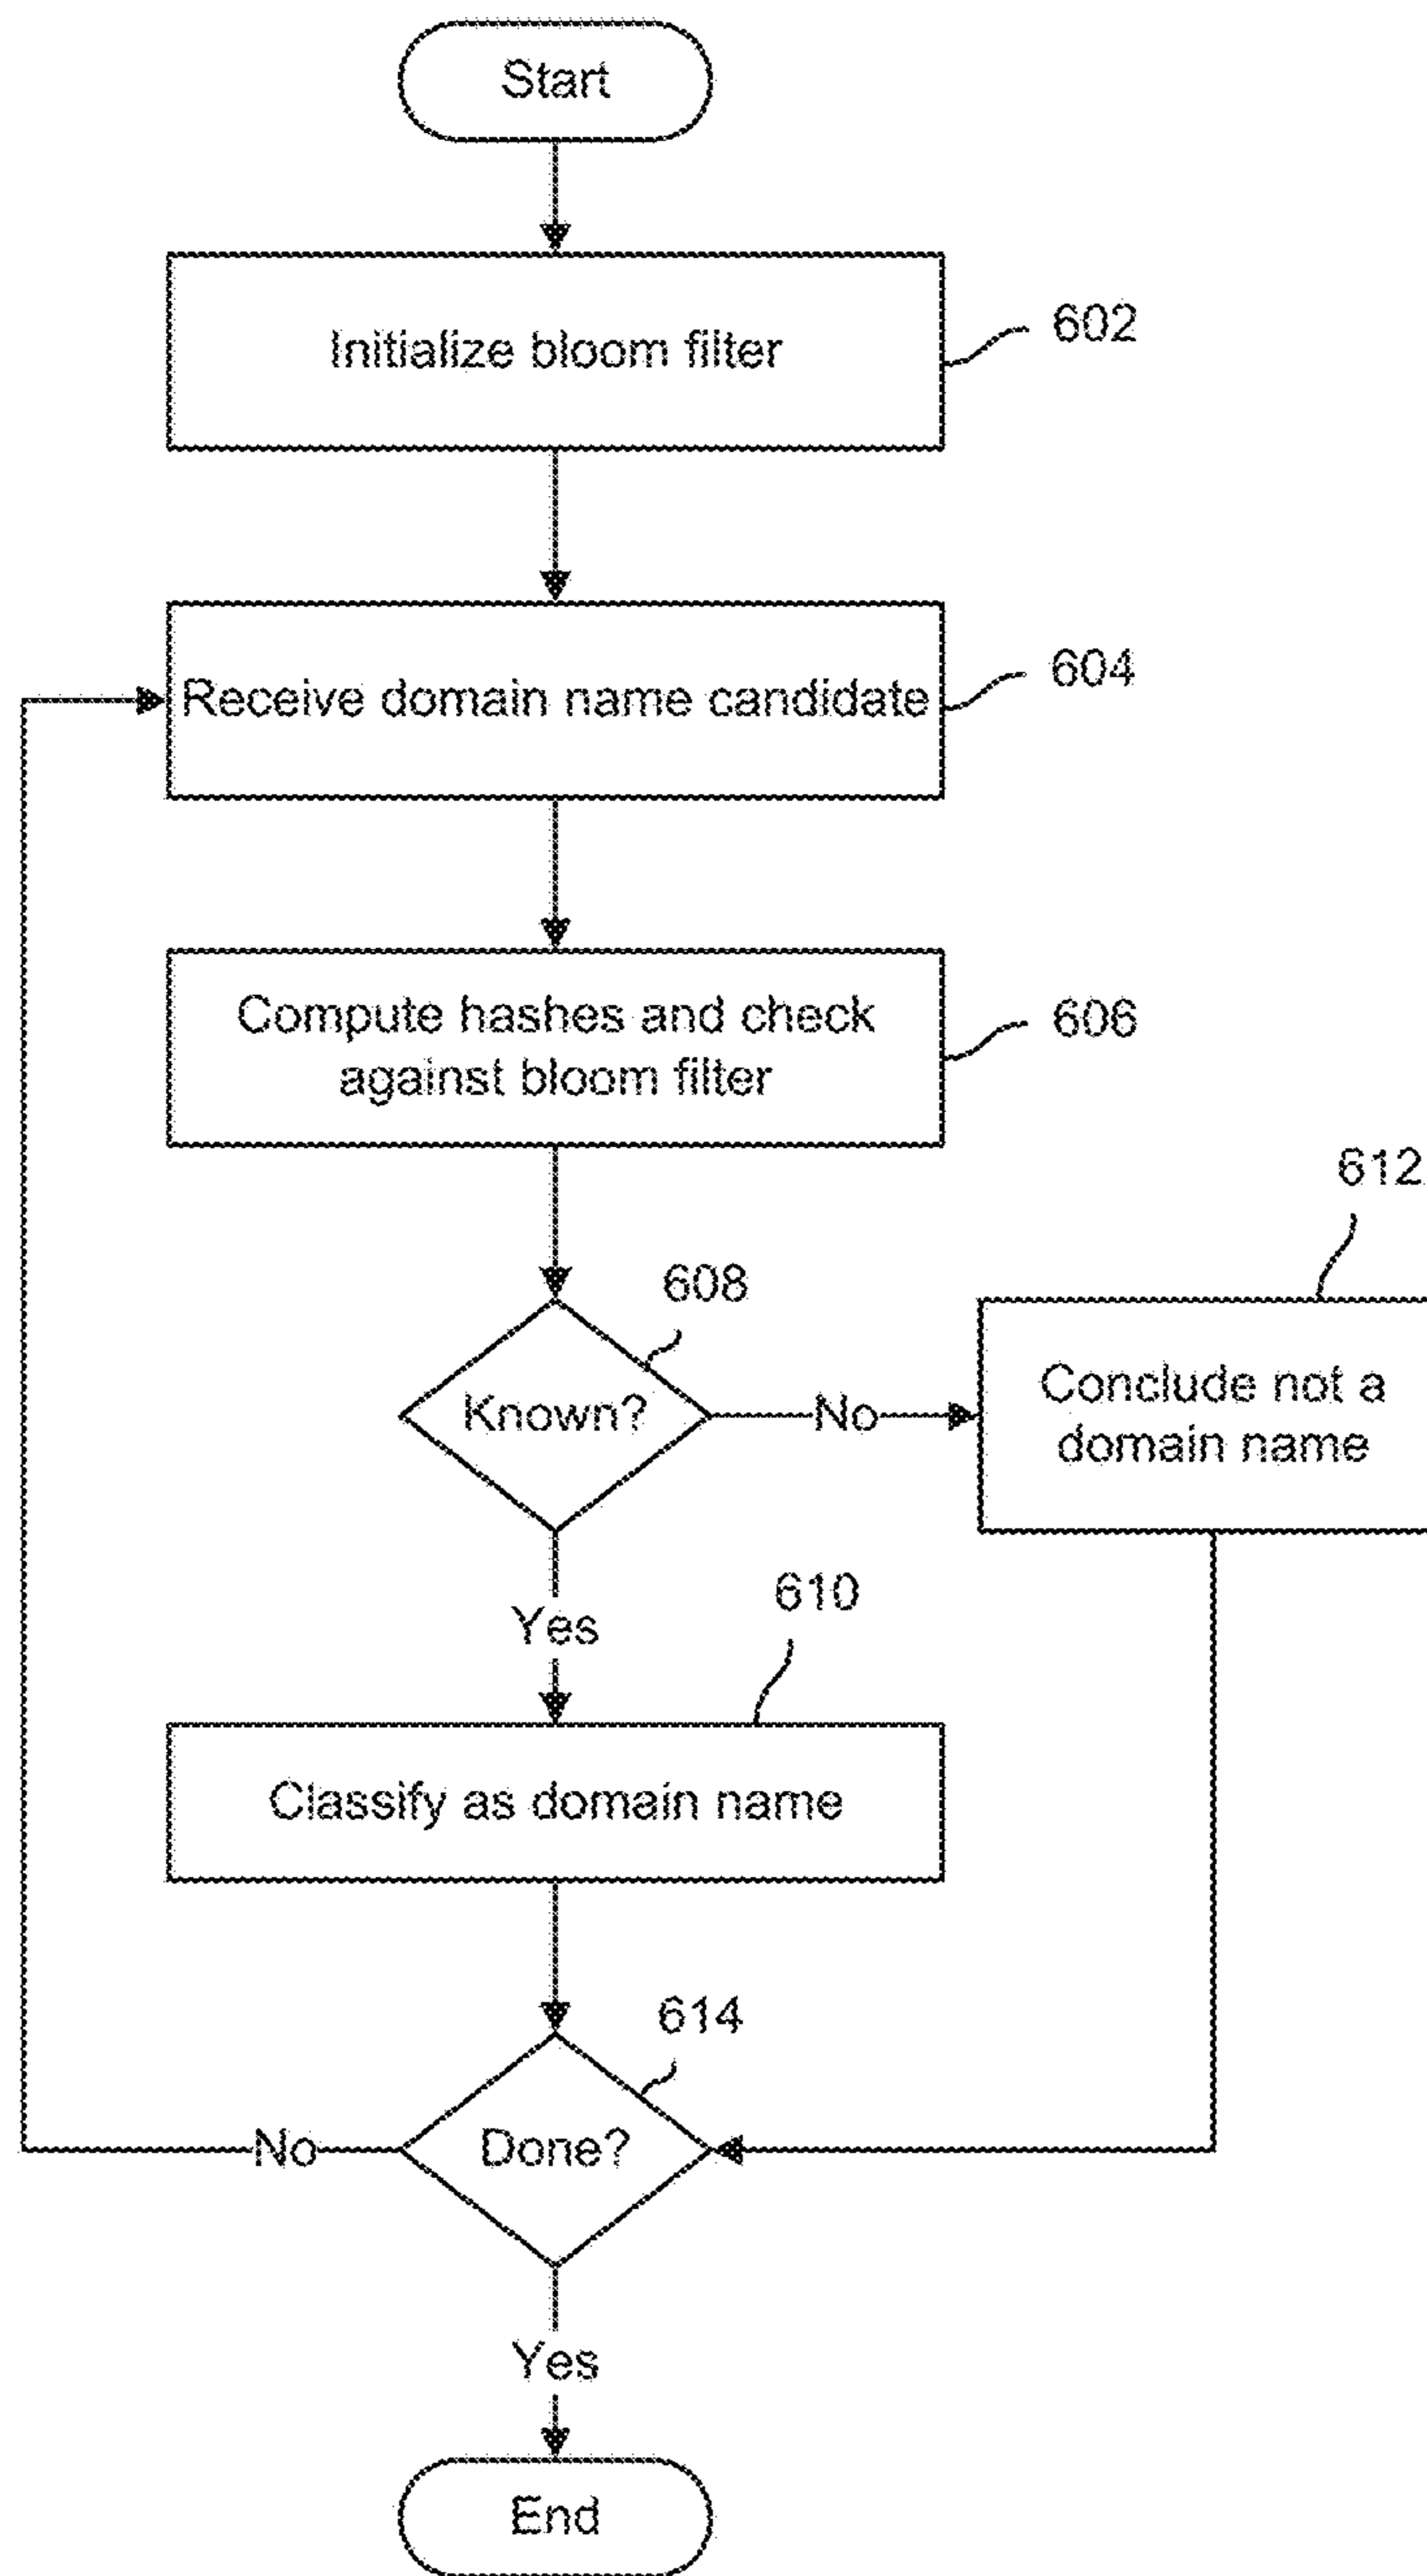 Start
Initialize bloom filter
602
Receive domain name candidate
604
Compute hashes and check
against bloom filter
606
612
608
Known?
No
Conclude not a
domain name
Yes
610
Classify as domain name
614
No
Done?
Yes
End